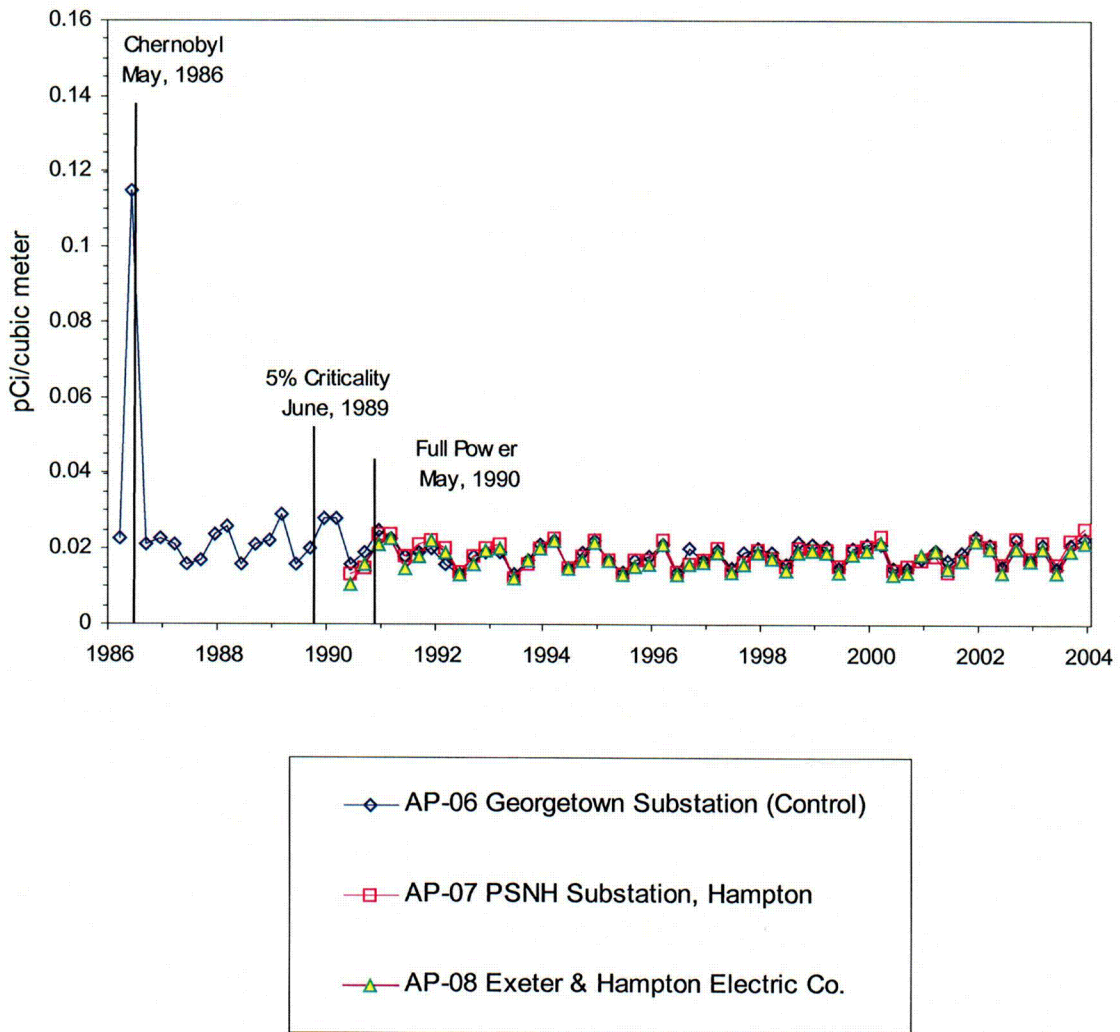 0.16
Chernobyl
May, 1986
0.14
0.12
0.1
0.08
5% Criticality
June, 1989
0.06
Full Power
May, 1990
0.04
0.02
0
pCi/cubic meter
1986 1988 1990 1992 1994 1996 1998 2000 2002 2004
AP-06 Georgetown Substation (Control)
AP-07 PSNH Substation, Hampton
AP-08 Exeter & Hampton Electric Co.